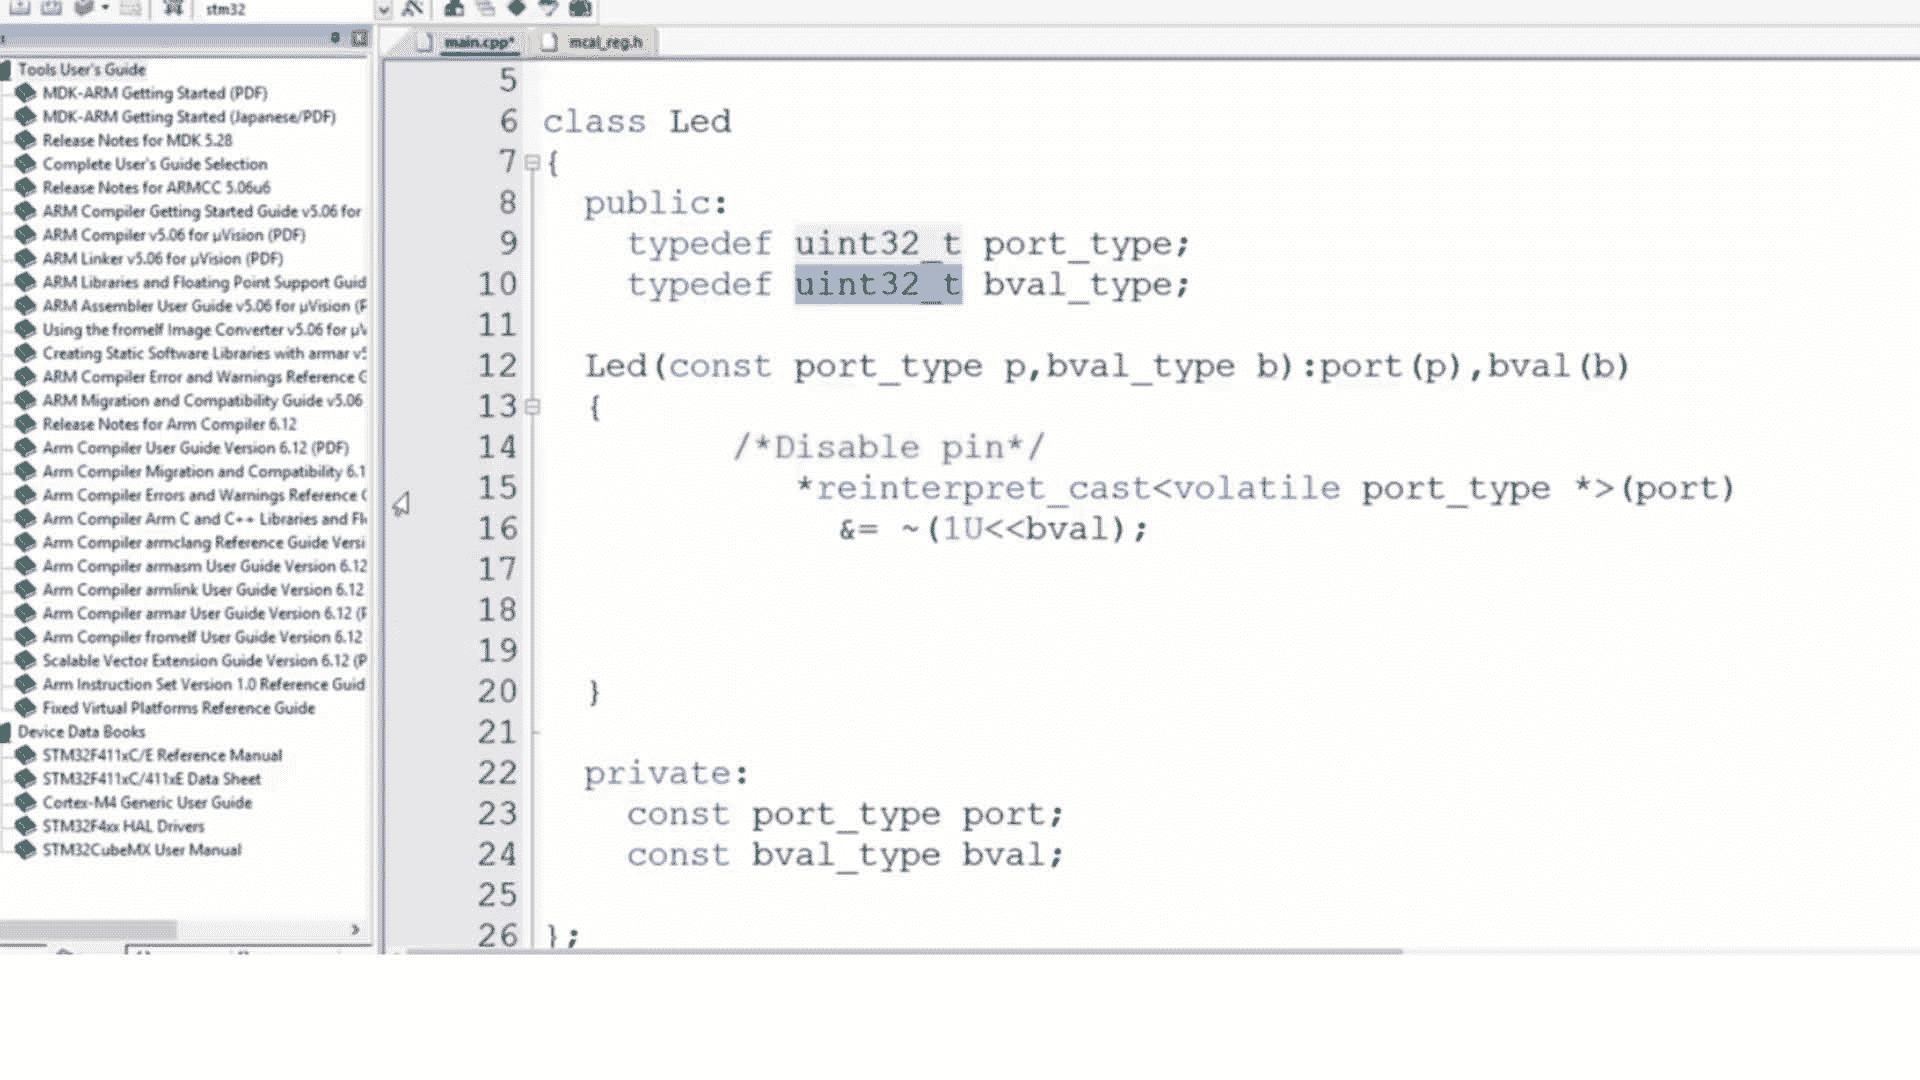 stm32
main.cpp*
mcal_reg.h
Tools User's Guide
MDK-ARM Getting Started (PDF)
MDK-ARM Getting Started (Japanese/PDF)
Release Notes for MDK 5.28
Complete User's Guide Selection
Release Notes for ARMCC 5.06u6
ARM Compiler Getting Started Guide v5.06 for
ARM Compiler v5.06 for µVision (PDF)
ARM Linker v5.06 for µVision (PDF)
ARM Libraries and Floating Point Support Guid
ARM Assembler User Guide v5.06 for µVision (F
Using the fromelf Image Converter v5.06 for µV
Creating Static Software Libraries with armar v5
ARM Compiler Error and Warnings Reference G
ARM Migration and Compatibility Guide v5.06
Release Notes for Arm Compiler 6.12
Arm Compiler User Guide Version 6.12 (PDF)
Arm Compiler Migration and Compatibility 6.1
Arm Compiler Errors and Warnings Reference G
Arm Compiler Arm C and C++ Libraries and Flo
Arm Compiler armclang Reference Guide Versi
Arm Compiler armasm User Guide Version 6.12
Arm Compiler armlink User Guide Version 6.12
Arm Compiler armar User Guide Version 6.12 (F
Arm Compiler fromelf User Guide Version 6.12
Scalable Vector Extension Guide Version 6.12 (P
Arm Instruction Set Version 1.0 Reference Guid
Fixed Virtual Platforms Reference Guide
Device Data Books
STM32F411xC/E Reference Manual
STM32F411xC/411xE Data Sheet
Cortex-M4 Generic User Guide
STM32F4xx HAL Drivers
STM32CubeMX User Manual
5
6 class Led
7 {
8 public:
9 typedef uint32_t port_type;
10 typedef uint32_t bval_type;
11
12 Led(const port_type p,bval_type b):port(p),bval(b)
13 {
14 /*Disable pin*/
15 *reinterpret_cast<volatile port_type *>(port)
16 &= ~(1U<<bval);
17
18
19
20 }
21
22 private:
23 const port_type port;
24 const bval_type bval;
25
26 };